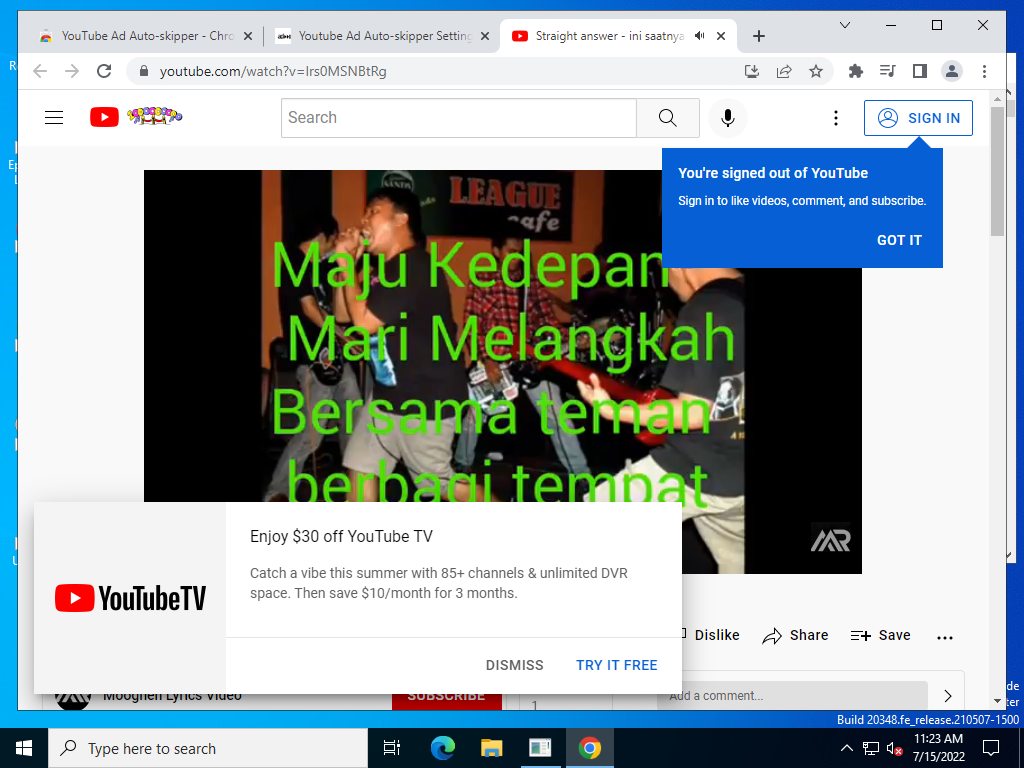 YouTube Ad Auto-skipper - Chro
Youtube Ad Auto-skipper Setting
Straight answer - ini saatnya
youtube.com/watch?v=Irs0MSNBtRg
Search
SIGN IN
You're signed out of YouTube
Sign in to like videos, comment, and subscribe.
GOT IT
LEAGUE
cafe
Maju Kedepan
Mari Melangkah
Bersama teman
berbagi tempat
Enjoy $30 off YouTube TV
Catch a vibe this summer with 85+ channels & unlimited DVR
space. Then save $10/month for 3 months.
YouTubeTV
DISMISS
TRY IT FREE
Dislike
Share
Save
Moogheh Lyrics Video
SUBSCRIBE
1
Add a comment...
Build 20348.fe_release.210507-1500
Type here to search
11:23 AM
7/15/2022